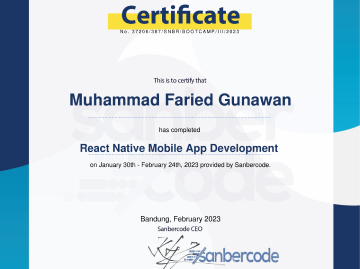 Certificate
No. 37206/387/SNBR/BOOTCAMP/III/2023
This is to certify that
Muhammad Faried Gunawan
has completed
React Native Mobile App Development
on January 30th - February 24th, 2023 provided by Sanbercode.
Bandung, February 2023
Sanbercode CEO
sanbercode
sanber
code